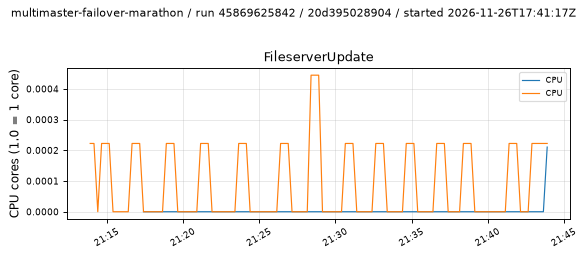 multimaster-failover-marathon / run 45869625842 / 20d395028904 / started 2026-11-26T17:41:17Z
FileserverUpdate
CPU cores (1.0 = 1 core)
0.0004
0.0003
0.0002
0.0001
0.0000
CPU
CPU
21:15
21:20
21:25
21:30
21:35
21:40
21:45